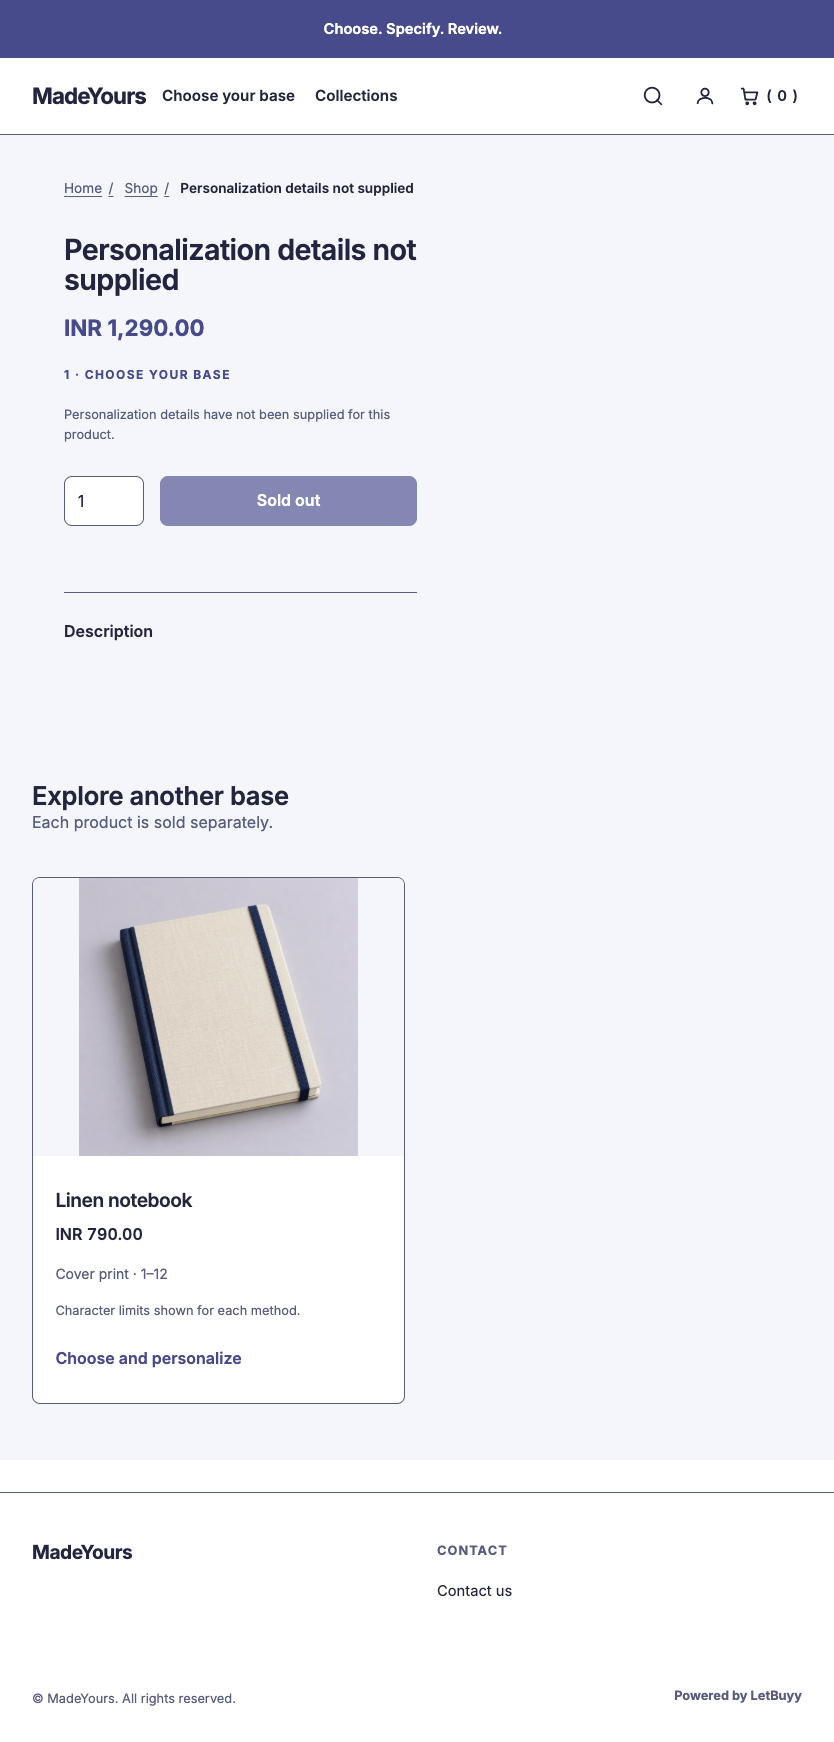 Choose. Specify. Review.
MadeYours Choose your base Collections ( 0 )
Home / Shop / Personalization details not supplied
Personalization details not
supplied
INR 1,290.00
1 · CHOOSE YOUR BASE
Personalization details have not been supplied for this
product.
1 Sold out
Description
Explore another base
Each product is sold separately.
Linen notebook
INR 790.00
Cover print · 1–12
Character limits shown for each method.
Choose and personalize
MadeYours
CONTACT
Contact us
© MadeYours. All rights reserved.
Powered by LetBuyy